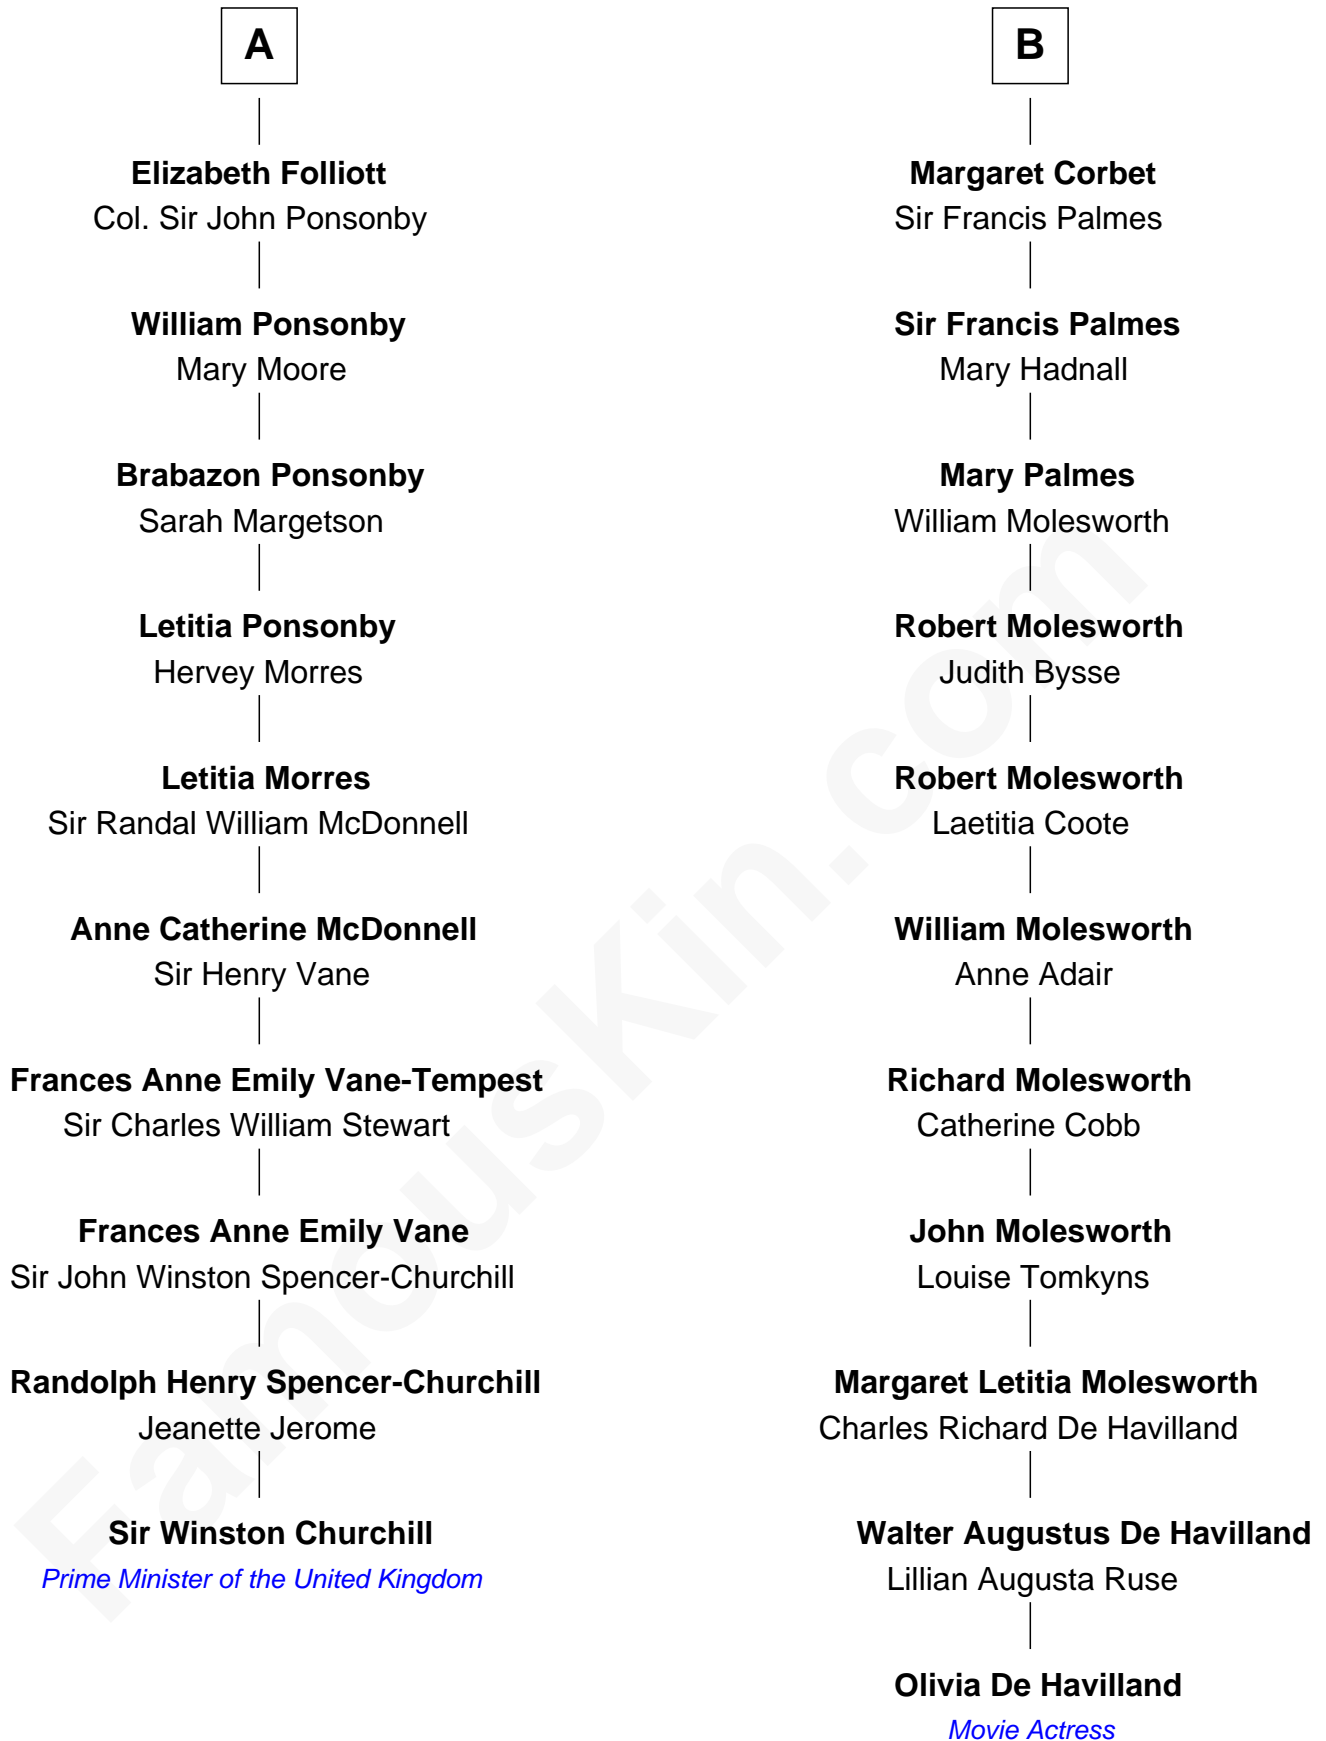 A
Elizabeth Folliott
Col. Sir John Ponsonby
William Ponsonby
Mary Moore
Brabazon Ponsonby
Sarah Margetson
Letitia Ponsonby
Hervey Morres
Letitia Morres
Sir Randal William McDonnell
Anne Catherine McDonnell
Sir Henry Vane
Frances Anne Emily Vane-Tempest
Sir Charles William Stewart
Frances Anne Emily Vane
Sir John Winston Spencer-Churchill
Randolph Henry Spencer-Churchill
Jeanette Jerome
Sir Winston Churchill
Prime Minister of the United Kingdom
B
Margaret Corbet
Sir Francis Palmes
Sir Francis Palmes
Mary Hadnall
Mary Palmes
William Molesworth
Robert Molesworth
Judith Bysse
Robert Molesworth
Laetitia Coote
William Molesworth
Anne Adair
Richard Molesworth
Catherine Cobb
John Molesworth
Louise Tomkyns
Margaret Letitia Molesworth
Charles Richard De Havilland
Walter Augustus De Havilland
Lillian Augusta Ruse
Olivia De Havilland
Movie Actress
FamousKin.com